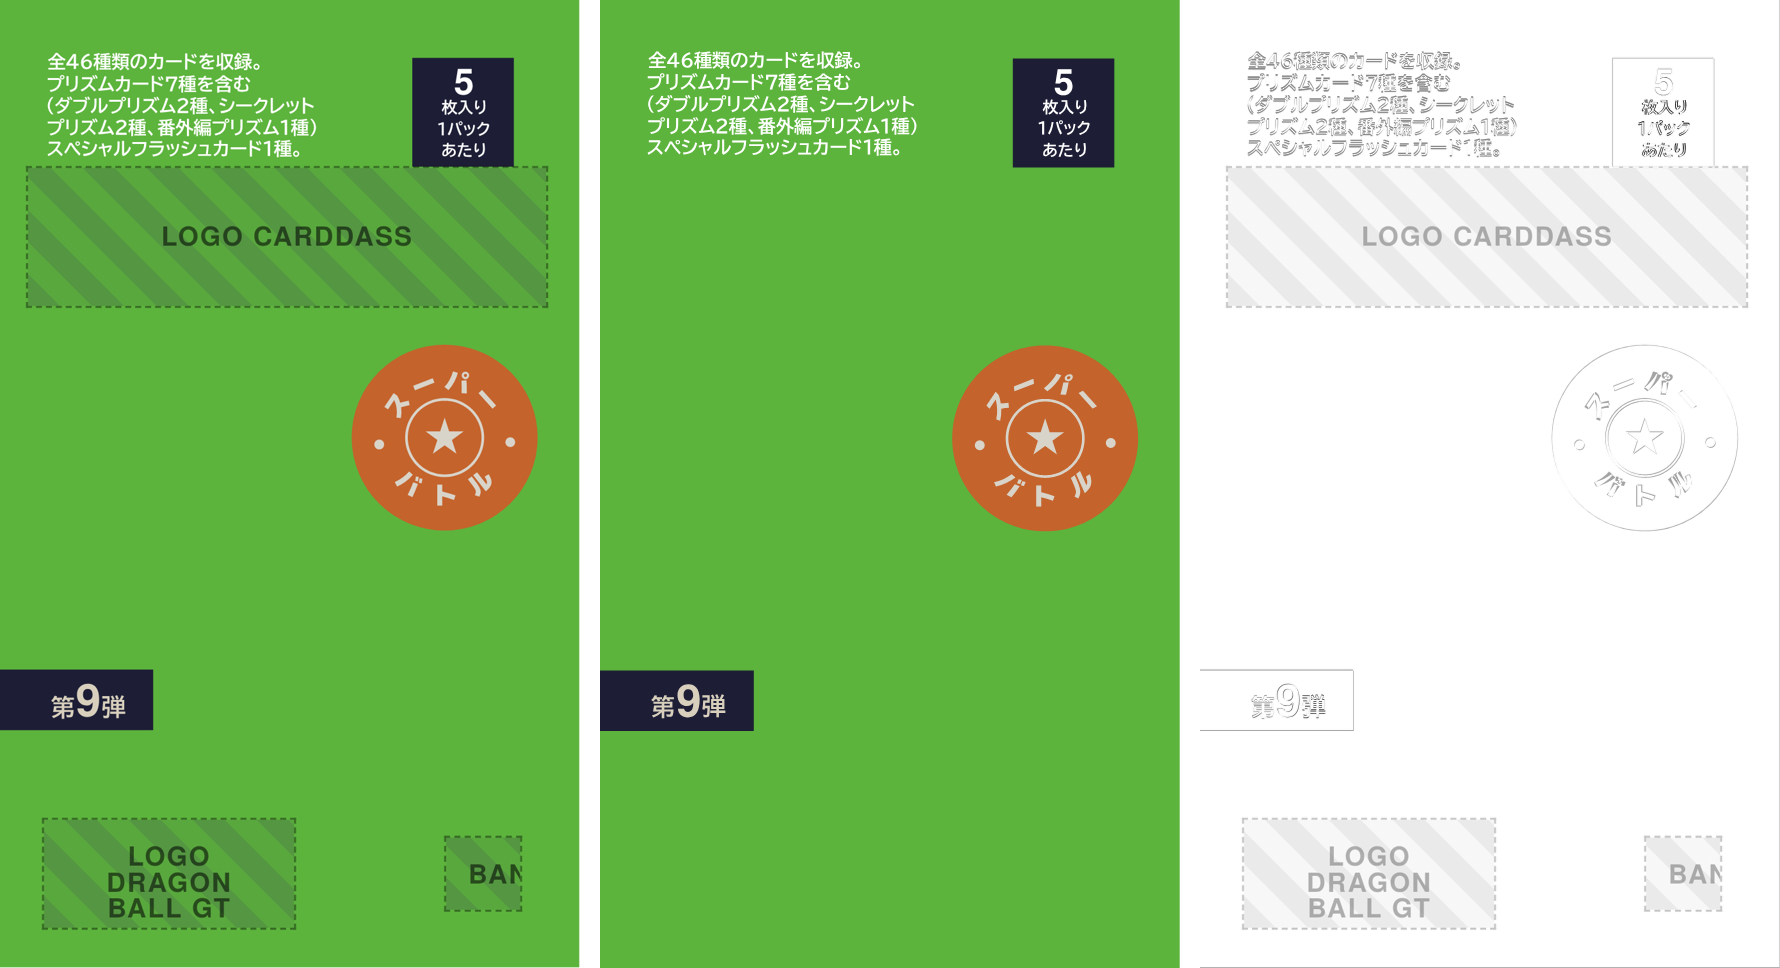 全46種類のカードを収録。
プリズムカード7種を含む
（ダブルプリズム2種、シークレット
プリズム2種、番外編プリズム1種）
スペシャルフラッシュカード1種。
5
枚入り
1パック
あたり
LOGO CARDDASS
スーパー
バトル
第9弾
LOGO
DRAGON
BALL GT
BAN
全46種類のカードを収録。
プリズムカード7種を含む
（ダブルプリズム2種、シークレット
プリズム2種、番外編プリズム1種）
スペシャルフラッシュカード1種。
5
枚入り
1パック
あたり
スーパー
バトル
第9弾
全46種類のカードを収録。
プリズムカード7種を含む
（ダブルプリズム2種、シークレット
プリズム2種、番外編プリズム1種）
スペシャルフラッシュカード1種。
5
枚入り
1パック
あたり
LOGO CARDDASS
スーパー
バトル
第9弾
LOGO
DRAGON
BALL GT
BAN